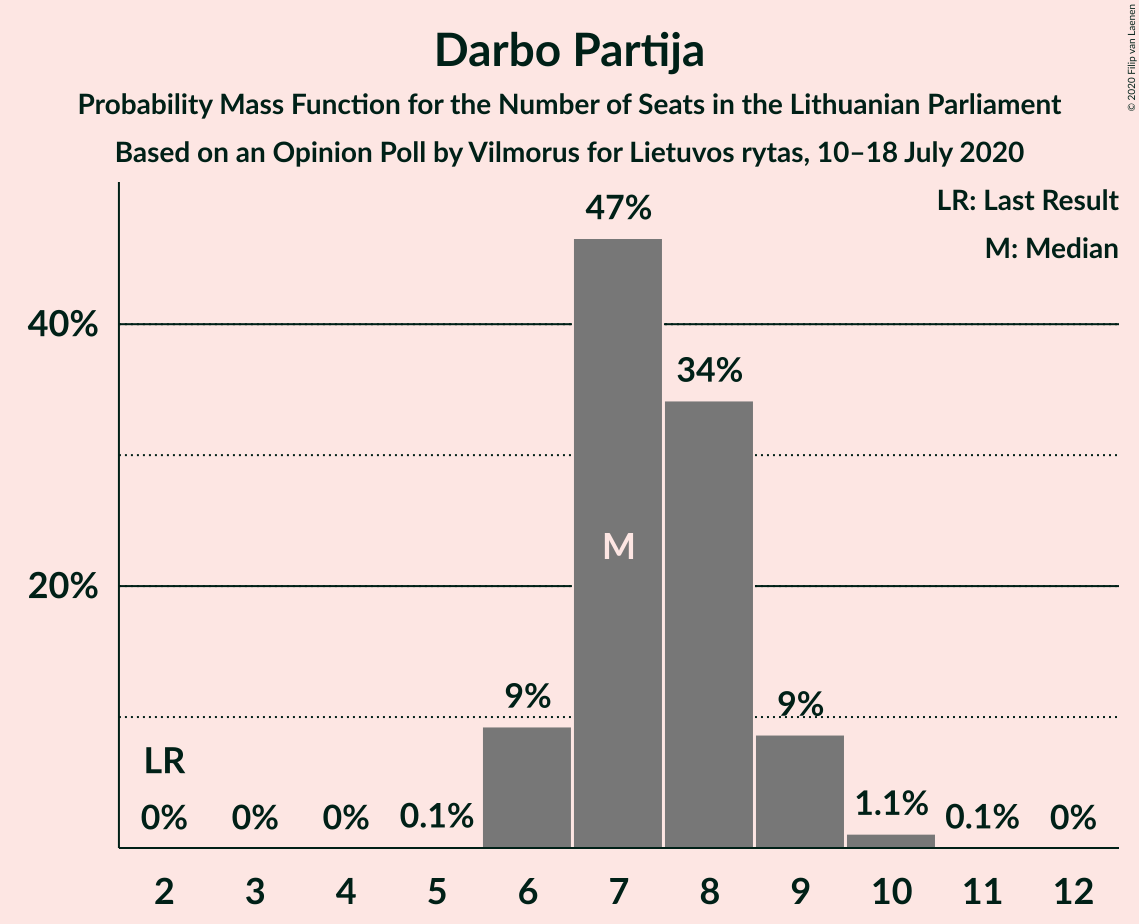 Darbo Partija
Probability Mass Function for the Number of Seats in the Lithuanian Parliament
Based on an Opinion Poll by Vilmorus for Lietuvos rytas, 10–18 July 2020
© 2020 Filip van Laenen
LR: Last Result
M: Median
40%
20%
47%
34%
M
9%
9%
LR
0%
0%
0%
0.1%
1.1%
0.1%
0%
2 3 4 5 6 7 8 9 10 11 12